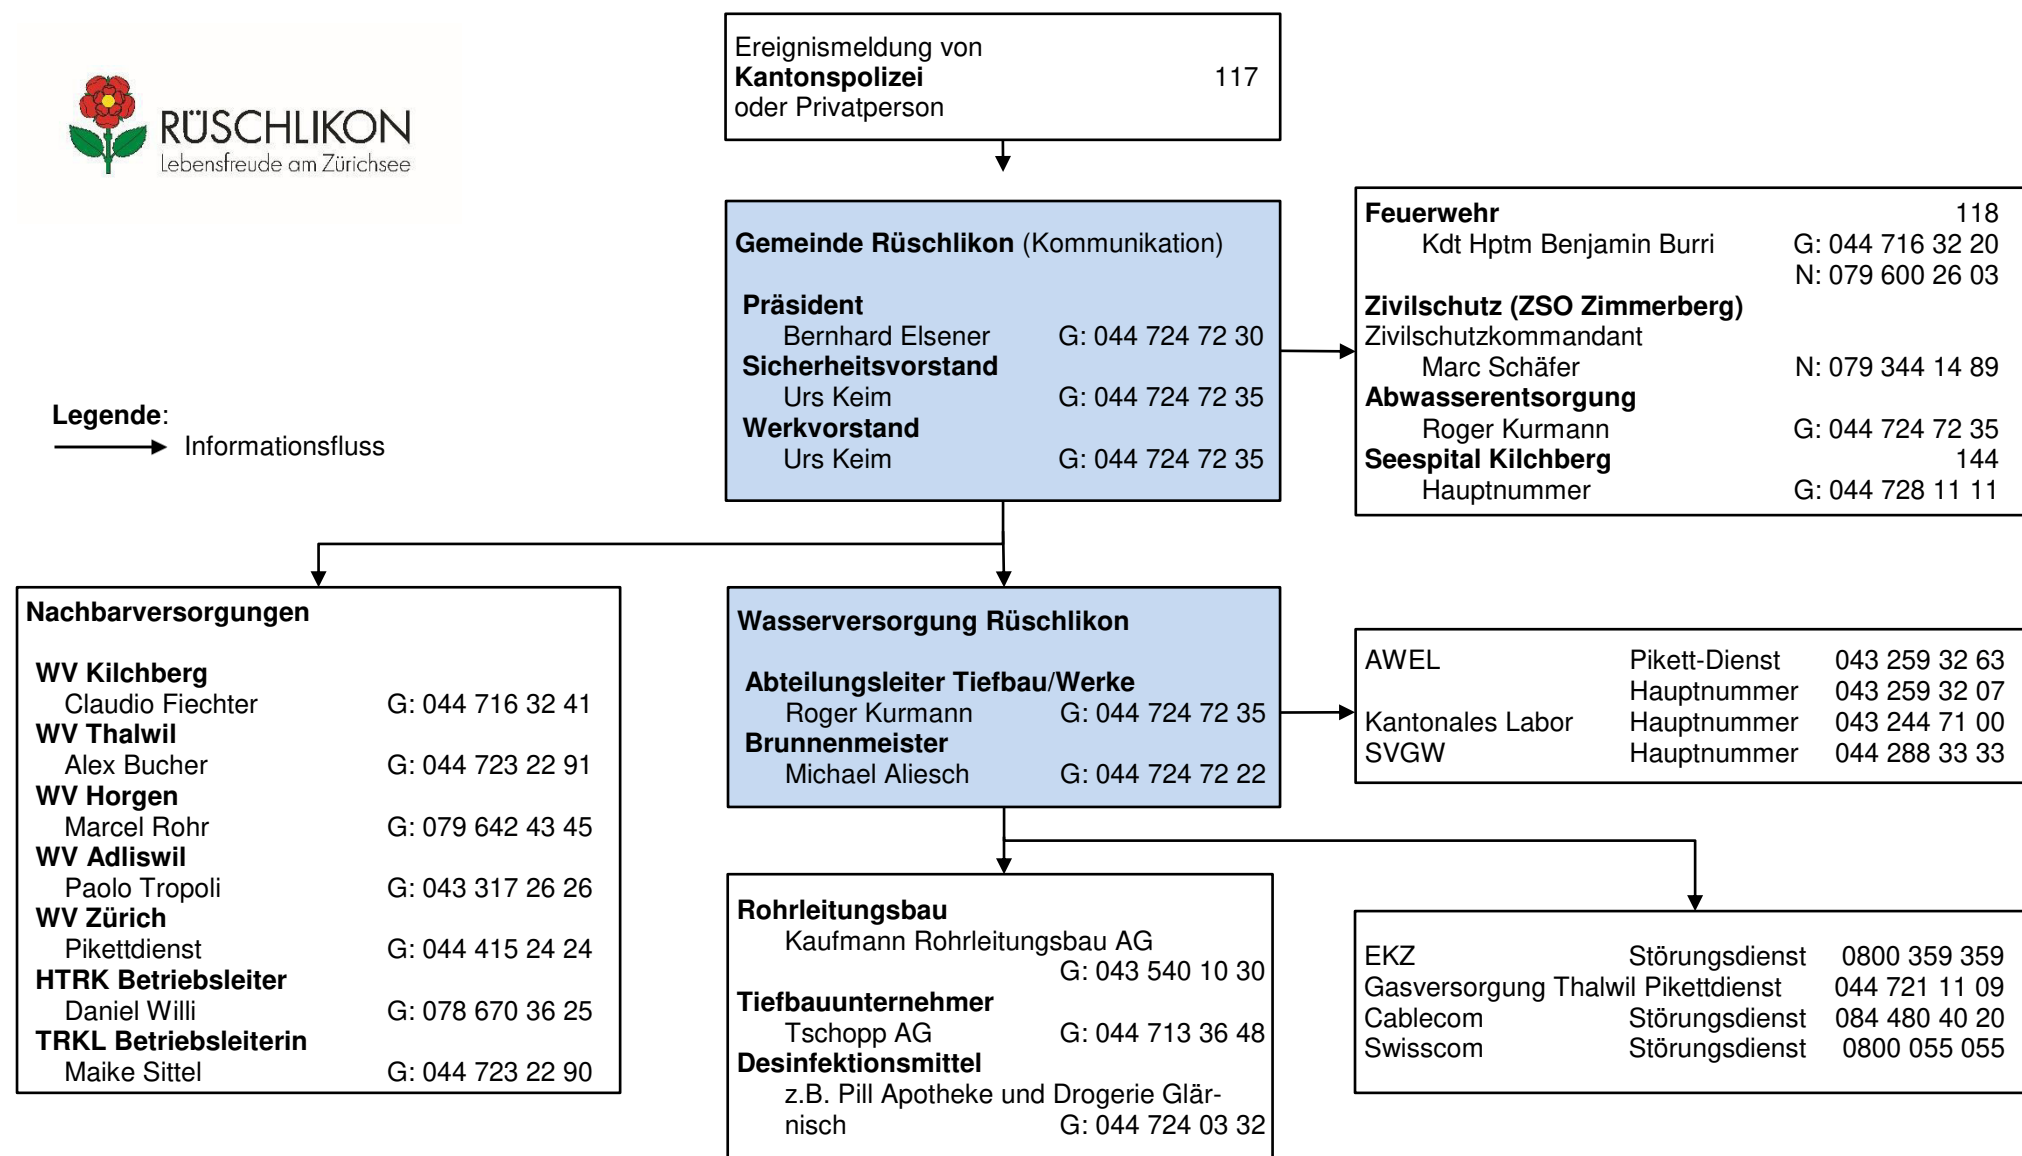 RÜSCHLIKON
Lebensfreude am Zürichsee
Ereignismeldung von
Kantonspolizei 117
oder Privatperson
Gemeinde Rüschlikon (Kommunikation)
Präsident
Bernhard Elsener G: 044 724 72 30
Sicherheitsvorstand
Urs Keim G: 044 724 72 35
Werkvorstand
Urs Keim G: 044 724 72 35
Feuerwehr 118
Kdt Hptm Benjamin Burri G: 044 716 32 20
N: 079 600 26 03
Zivilschutz (ZSO Zimmerberg)
Zivilschutzkommandant
Marc Schäfer N: 079 344 14 89
Abwasserentsorgung
Roger Kurmann G: 044 724 72 35
Seespital Kilchberg 144
Hauptnummer G: 044 728 11 11
Legende:
Informationsfluss
Nachbarversorgungen
WV Kilchberg
Claudio Fiechter G: 044 716 32 41
WV Thalwil
Alex Bucher G: 044 723 22 91
WV Horgen
Marcel Rohr G: 079 642 43 45
WV Adliswil
Paolo Tropoli G: 043 317 26 26
WV Zürich
Pikettdienst G: 044 415 24 24
HTRK Betriebsleiter
Daniel Willi G: 078 670 36 25
TRKL Betriebsleiterin
Maike Sittel G: 044 723 22 90
Wasserversorgung Rüschlikon
Abteilungsleiter Tiefbau/Werke
Roger Kurmann G: 044 724 72 35
Brunnenmeister
Michael Aliesch G: 044 724 72 22
AWEL Pikett-Dienst 043 259 32 63
Hauptnummer 043 259 32 07
Kantonales Labor Hauptnummer 043 244 71 00
SVGW Hauptnummer 044 288 33 33
Rohrleitungsbau
Kaufmann Rohrleitungsbau AG
G: 043 540 10 30
Tiefbauunternehmer
Tschopp AG G: 044 713 36 48
Desinfektionsmittel
z.B. Pill Apotheke und Drogerie Glär-
nisch G: 044 724 03 32
EKZ Störungsdienst 0800 359 359
Gasversorgung Thalwil Pikettdienst 044 721 11 09
Cablecom Störungsdienst 084 480 40 20
Swisscom Störungsdienst 0800 055 055